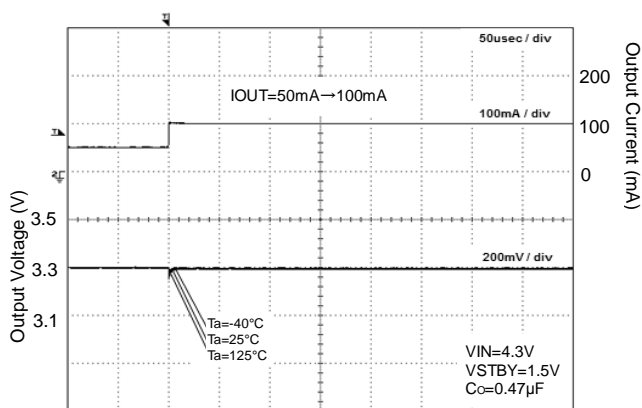 T
50usec / div
200
IOUT=50mA→100mA
100mA / div
T
100
2
0
Output Current (mA)
Output Voltage (V)
3.5
200mV / div
3.3
3.1
Ta=-40°C
Ta=25°C
Ta=125°C
VIN=4.3V
VSTBY=1.5V
Co=0.47µF